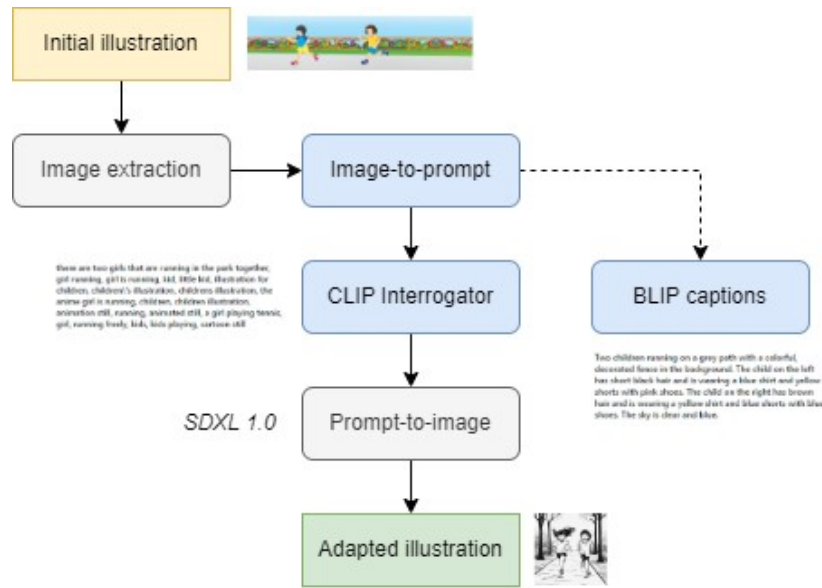 Initial illustration
Image extraction
Image-to-prompt
there are two girls that are running in the park together,
girl running, girl is running, kid, little kid, illustration for
children, children!'s illustration, childrens illustration, the
anime girl is running, children, children illustration,
animation still, running, animated still, a girl playing tennis,
girl, running freely, kids, kids playing, cartoon still
CLIP Interrogator
BLIP captions
Two children running on a grey path with a colorful,
decorated fence in the background. The child on the left
has short black hair and is wearing a blue shirt and yellow
shorts with pink shoes. The child on the right has brown
hair and is wearing a yellow shirt and blue shorts with blue
shoes. The sky is clear and blue.
SDXL 1.0
Prompt-to-image
Adapted illustration